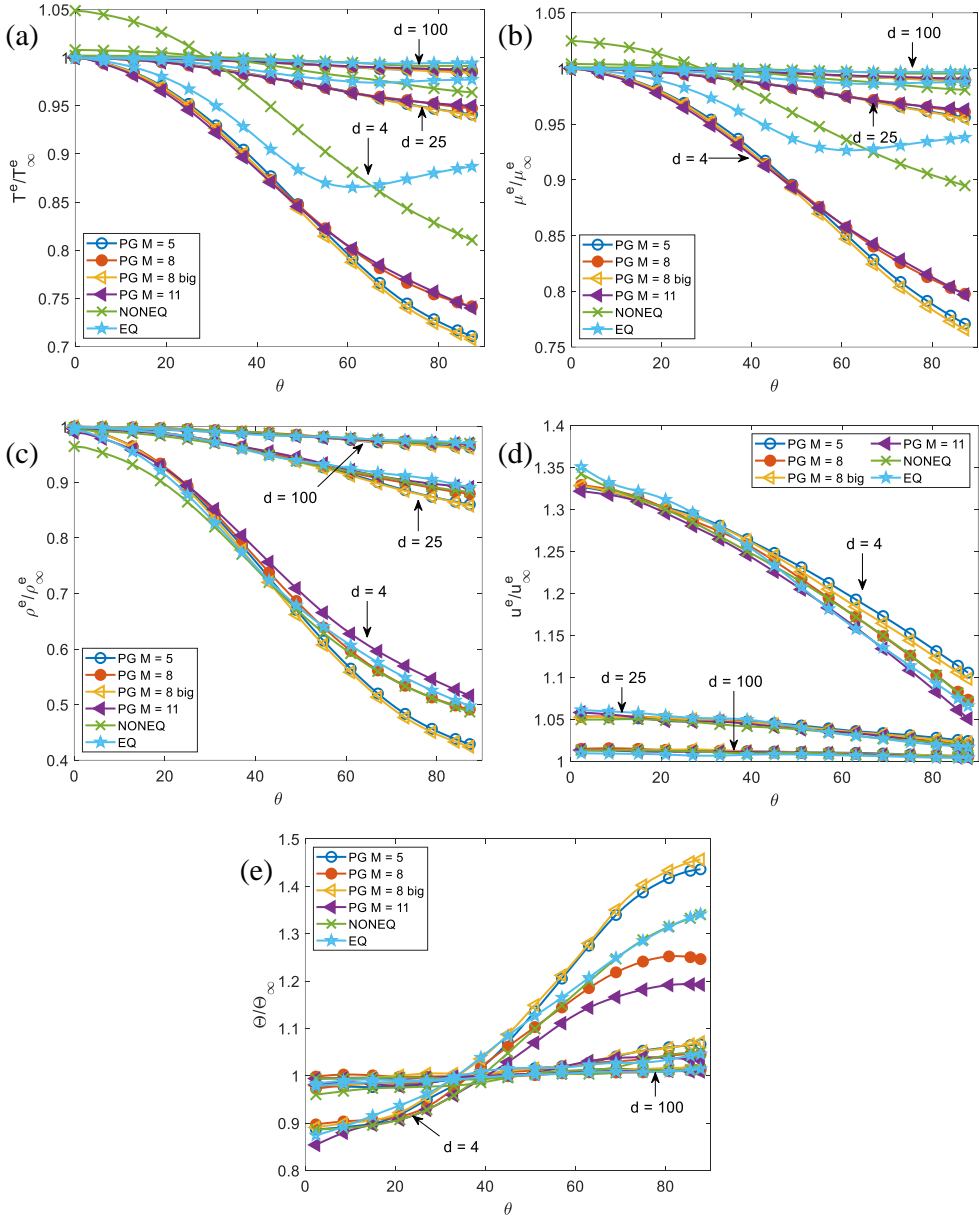 (a)
T^e/T^e_∞
1.05
1
0.95
0.9
0.85
0.8
0.75
0.7
0 20 40 60 80
θ
d = 100
d = 4
d = 25
PG M = 5
PG M = 8
PG M = 8 big
PG M = 11
NONEQ
EQ
(b)
μ^e/μ^e_∞
1.05
1
0.95
0.9
0.85
0.8
0.75
0 20 40 60 80
θ
d = 100
d = 25
d = 4
PG M = 5
PG M = 8
PG M = 8 big
PG M = 11
NONEQ
EQ
(c)
ρ^e/ρ^e_∞
1
0.9
0.8
0.7
0.6
0.5
0.4
0 20 40 60 80
θ
d = 100
d = 25
d = 4
PG M = 5
PG M = 8
PG M = 8 big
PG M = 11
NONEQ
EQ
(d)
u^e/u^e_∞
1.4
1.35
1.3
1.25
1.2
1.15
1.1
1.05
1
0 20 40 60 80
θ
PG M = 5
PG M = 8
PG M = 8 big
PG M = 11
NONEQ
EQ
d = 4
d = 25
d = 100
(e)
Θ/Θ_∞
1.5
1.4
1.3
1.2
1.1
1
0.9
0.8
0 20 40 60 80
θ
PG M = 5
PG M = 8
PG M = 8 big
PG M = 11
NONEQ
EQ
d = 100
d = 4